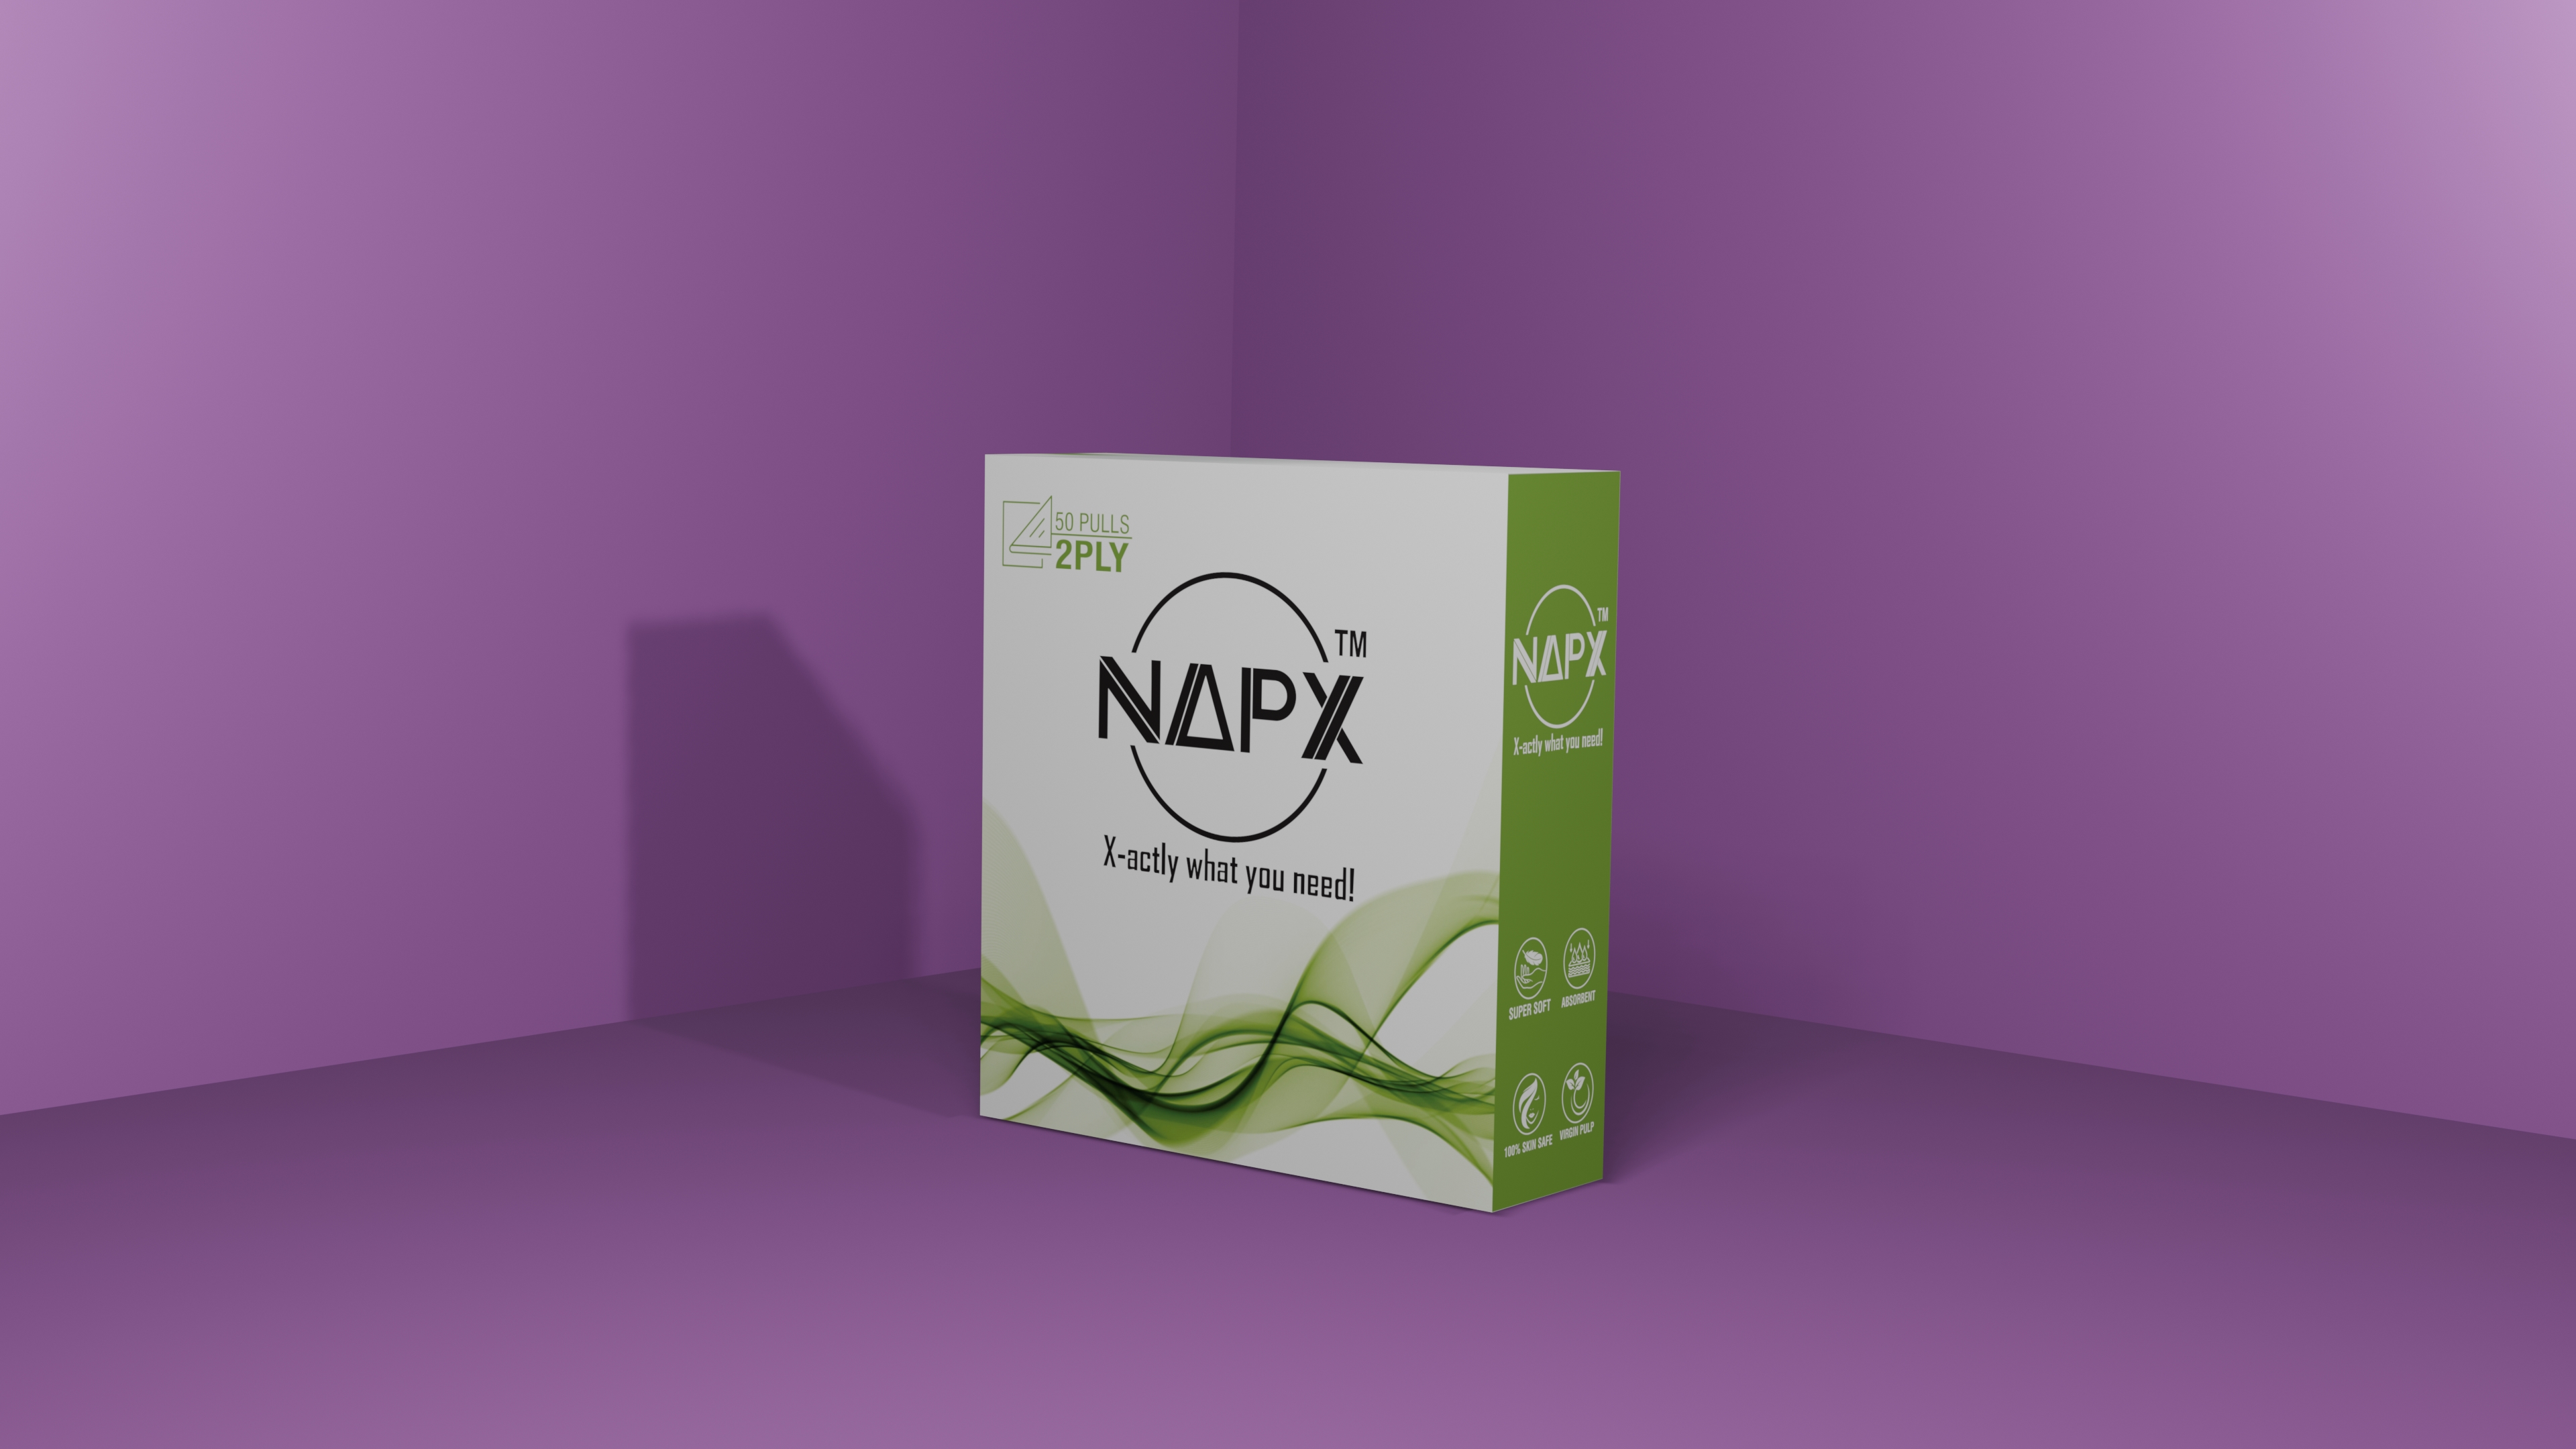 50 PULLS
2PLY
NAPX TM
X-actly what you need!
NAPX TM
X-actly what you need!
SUPER SOFT
ABSORBENT
100% SKIN SAFE
VIRGIN PULP